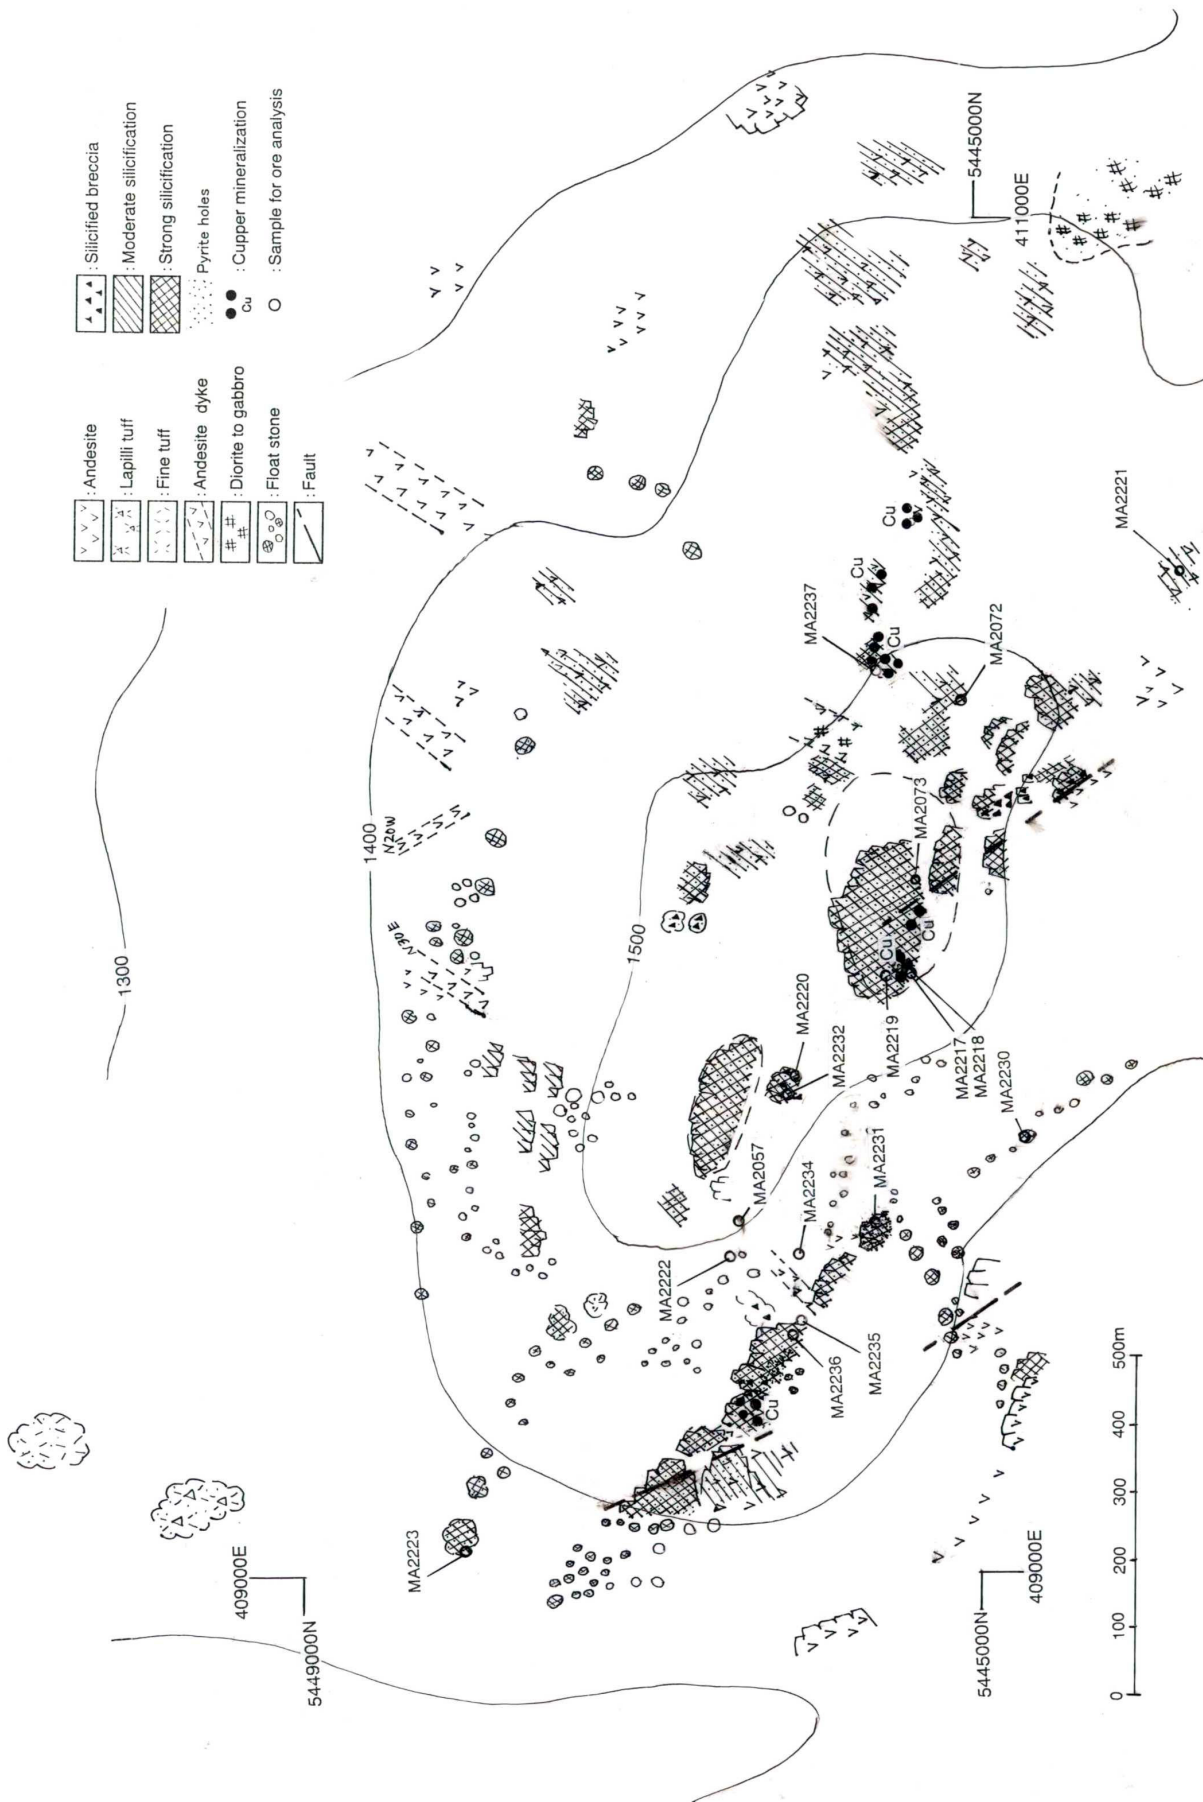 : Andesite
: Lapilli tuff
: Fine tuff
: Andesite dyke
: Diorite to gabbro
: Float stone
: Fault
: Silicified breccia
: Moderate silicification
: Strong silicification
: Pyrite holes
Cu : Cupper mineralization
: Sample for ore analysis
1300
1400
1500
N20W
N30E
409000E
5449000N
MA2223
MA2222
MA2057
MA2234
MA2236
MA2235
MA2231
MA2220
MA2232
MA2219
MA2217
MA2218
MA2230
MA2073
MA2237
MA2072
MA2221
Cu
Cu
Cu
Cu
Cu
Cu
5445000N
411000E
5445000N
409000E
0 100 200 300 400 500m